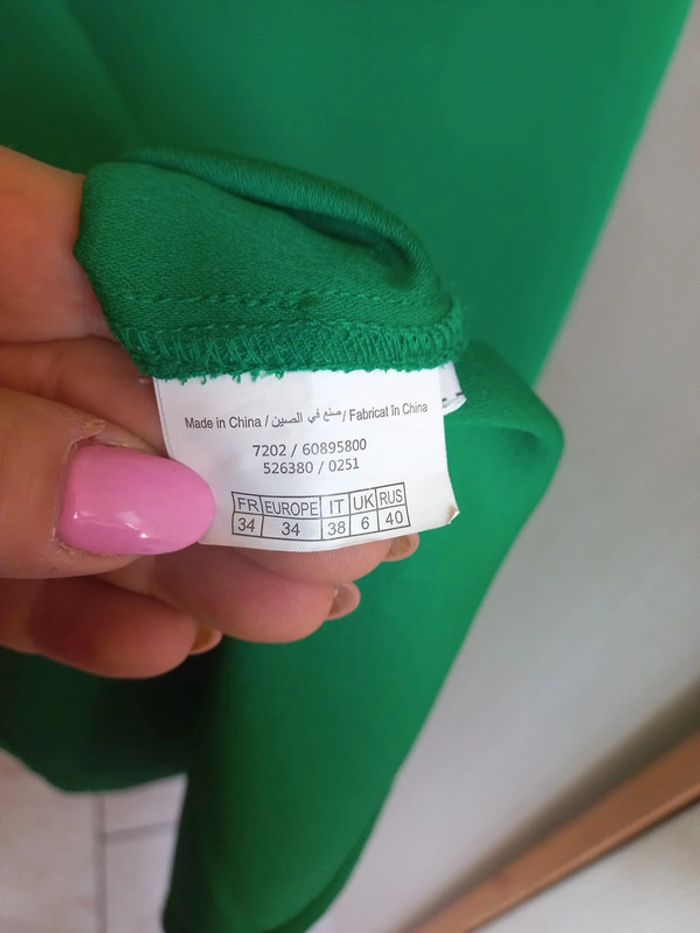 Made in China / صنع في الصين / Fabricat în China
7202 / 60895800
526380 / 0251
FR EUROPE IT UK RUS
34 34 38 6 40